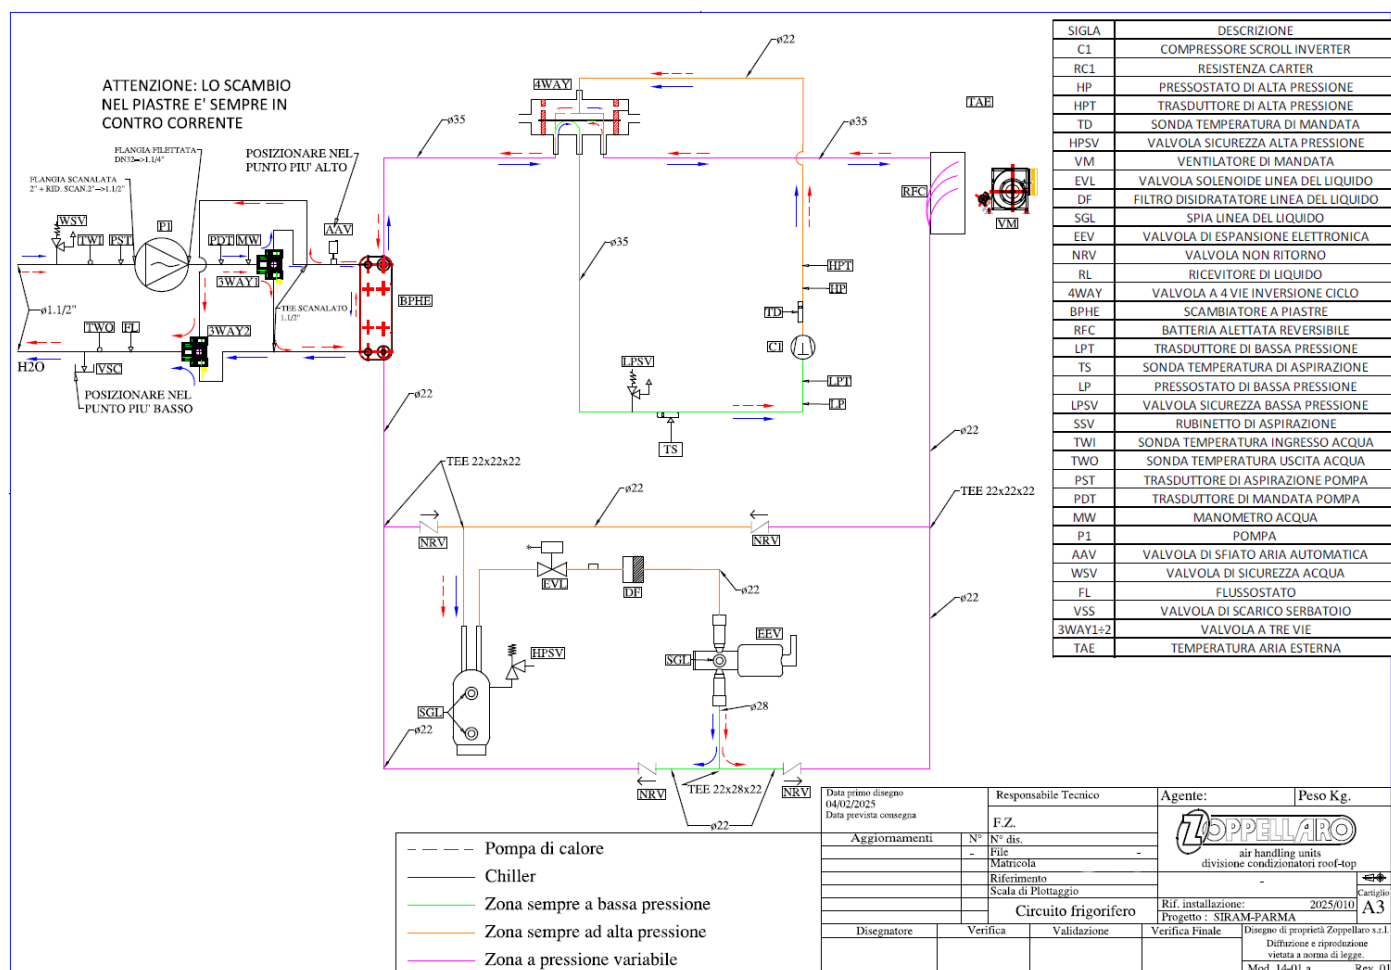 ATTENZIONE: LO SCAMBIO
NEL PIASTRE E' SEMPRE IN
CONTRO CORRENTE
FLANGIA FILETTATA
DN32-->1.1/4"
POSIZIONARE NEL
PUNTO PIU' ALTO
FLANGIA SCANALATA
2" + RID. SCAN.2"-->1.1/2"
WSV
TWI
PST
P1
PDT
MW
AAV
3WAY1
BPHE
ø1.1/2"
TEE SCANALATO
1.1/2"
TWO
FL
3WAY2
H2O
VSC
POSIZIONARE NEL
PUNTO PIU' BASSO
4WAY
ø22
ø35
ø35
TAE
RFC
VM
ø35
HPT
HP
TD
C1
LPSV
LPT
LP
TS
ø22
ø22
TEE 22x22x22
ø22
TEE 22x22x22
NRV
NRV
EVL
DF
ø22
ø22
HPSV
EEV
SGL
SGL
ø28
ø22
NRV
TEE 22x28x22
NRV
ø22
Pompa di calore
Chiller
Zona sempre a bassa pressione
Zona sempre ad alta pressione
Zona a pressione variabile
SIGLA DESCRIZIONE
C1 COMPRESSORE SCROLL INVERTER
RC1 RESISTENZA CARTER
HP PRESSOSTATO DI ALTA PRESSIONE
HPT TRASDUTTORE DI ALTA PRESSIONE
TD SONDA TEMPERATURA DI MANDATA
HPSV VALVOLA SICUREZZA ALTA PRESSIONE
VM VENTILATORE DI MANDATA
EVL VALVOLA SOLENOIDE LINEA DEL LIQUIDO
DF FILTRO DISIDRATATORE LINEA DEL LIQUIDO
SGL SPIA LINEA DEL LIQUIDO
EEV VALVOLA DI ESPANSIONE ELETTRONICA
NRV VALVOLA NON RITORNO
RL RICEVITORE DI LIQUIDO
4WAY VALVOLA A 4 VIE INVERSIONE CICLO
BPHE SCAMBIATORE A PIASTRE
RFC BATTERIA ALETTATA REVERSIBILE
LPT TRASDUTTORE DI BASSA PRESSIONE
TS SONDA TEMPERATURA DI ASPIRAZIONE
LP PRESSOSTATO DI BASSA PRESSIONE
LPSV VALVOLA SICUREZZA BASSA PRESSIONE
SSV RUBINETTO DI ASPIRAZIONE
TWI SONDA TEMPERATURA INGRESSO ACQUA
TWO SONDA TEMPERATURA USCITA ACQUA
PST TRASDUTTORE DI ASPIRAZIONE POMPA
PDT TRASDUTTORE DI MANDATA POMPA
MW MANOMETRO ACQUA
P1 POMPA
AAV VALVOLA DI SFIATO ARIA AUTOMATICA
WSV VALVOLA DI SICUREZZA ACQUA
FL FLUSSOSTATO
VSS VALVOLA DI SCARICO SERBATOIO
3WAY1÷2 VALVOLA A TRE VIE
TAE TEMPERATURA ARIA ESTERNA
Data primo disegno
04/02/2025
Data prevista consegna
Responsabile Tecnico
F.Z.
Agente: Peso Kg.
Aggiornamenti N° N° dis.
- File -
Matricola
Riferimento
Scala di Plottaggio
Circuito frigorifero
ZOPPELLARO
air handling units
divisione condizionatori roof-top
-
Rif. installazione: 2025/010
Progetto : SIRAM-PARMA
Cartiglio
A3
Disegnatore Verifica Validazione Verifica Finale
Disegno di proprietà Zoppellaro s.r.l.
Diffusione e riproduzione
vietata a norma di legge.
Mod. 14-01 a Rev. 01